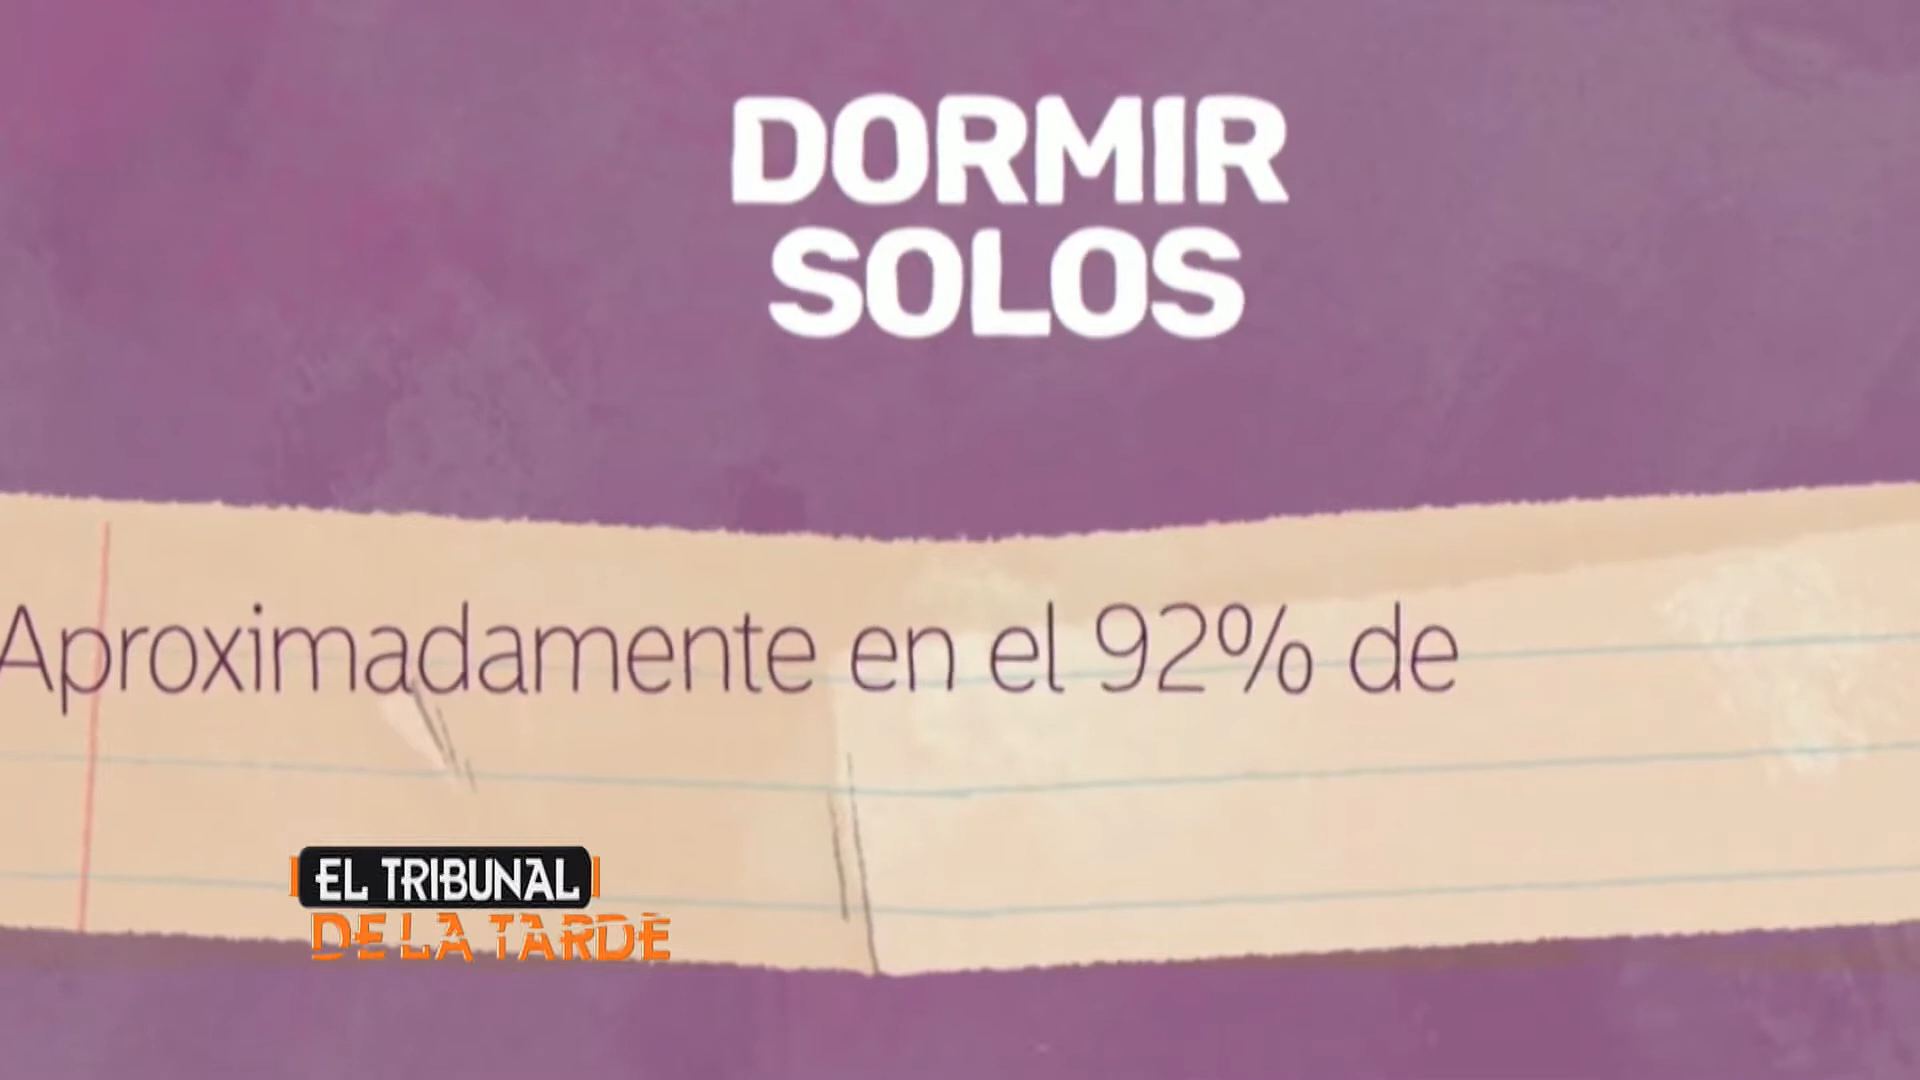 DORMIR
SOLOS
Aproximadamente en el 92% de
EL TRIBUNAL
DE LA TARDE